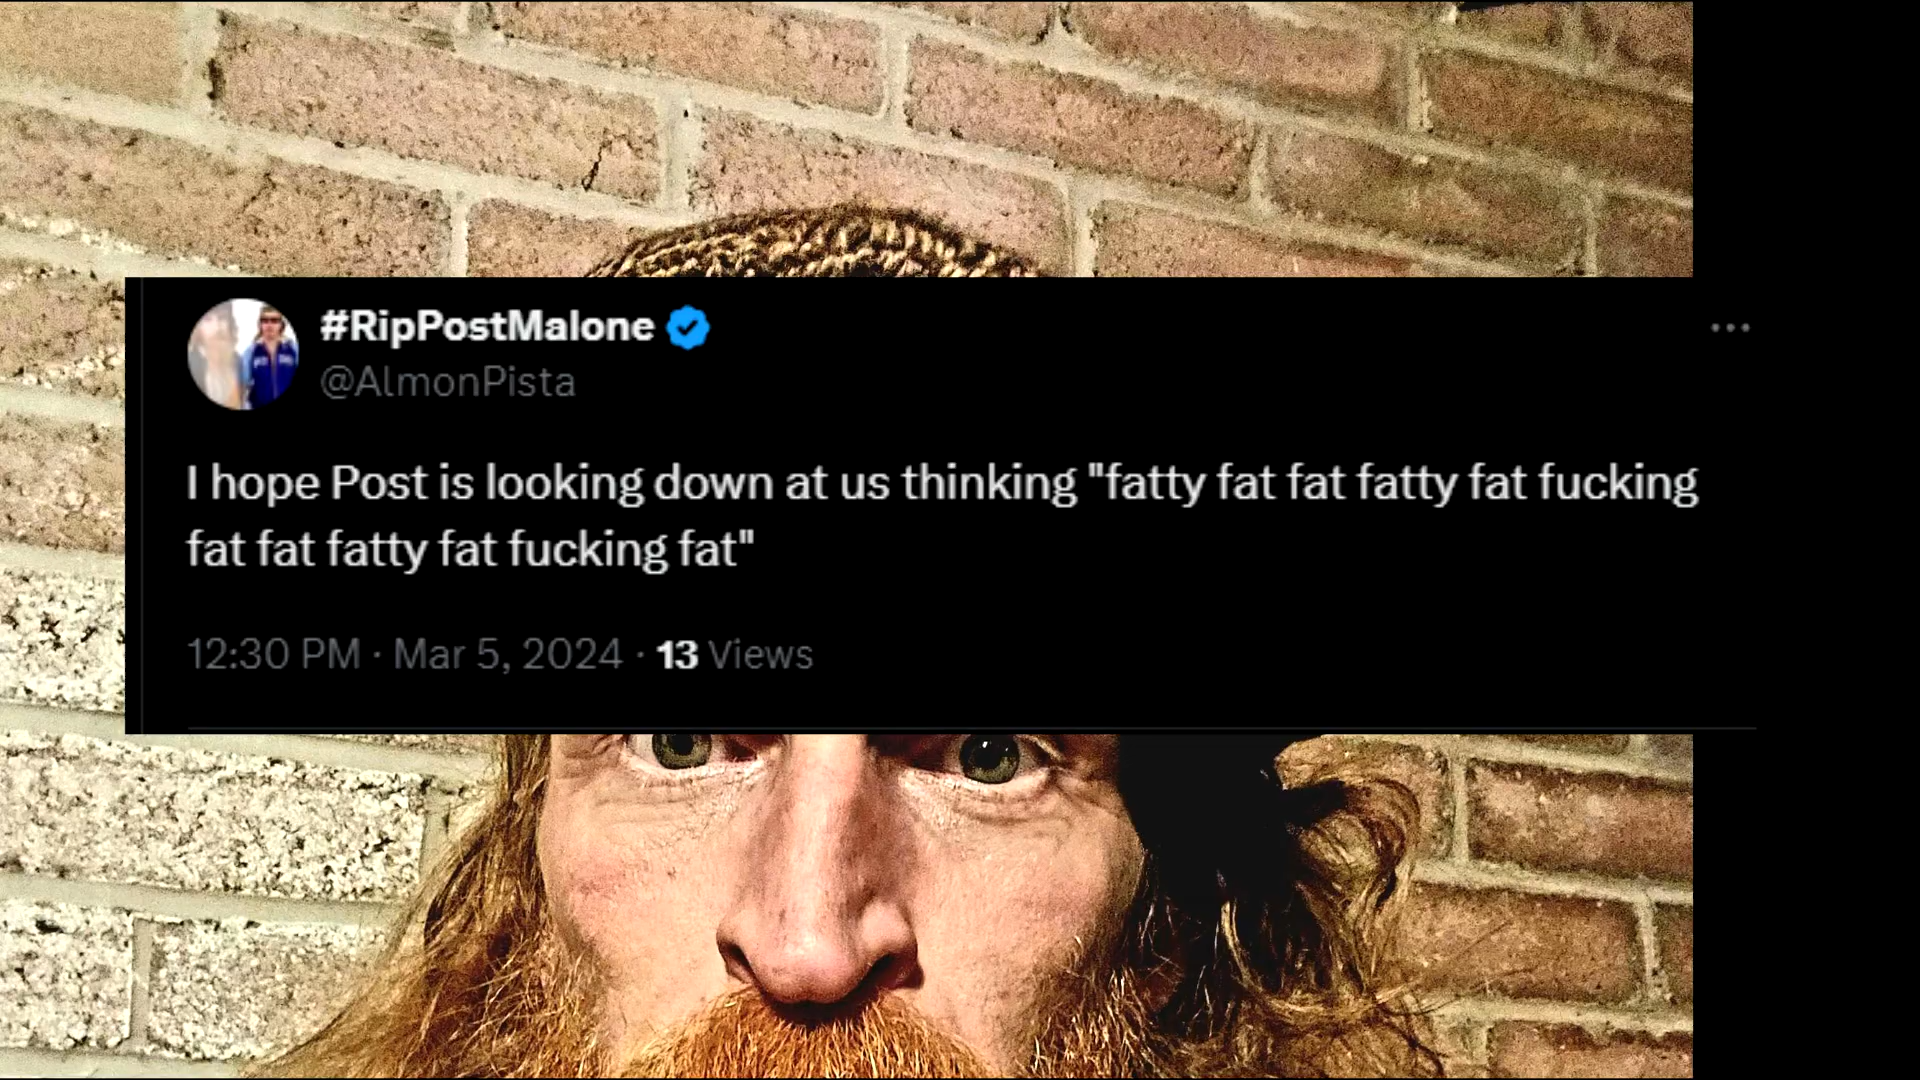 #RipPostMalone
@AlmonPista
I hope Post is looking down at us thinking "fatty fat fat fatty fat fucking
fat fat fatty fat fucking fat"
12:30 PM · Mar 5, 2024 · 13 Views